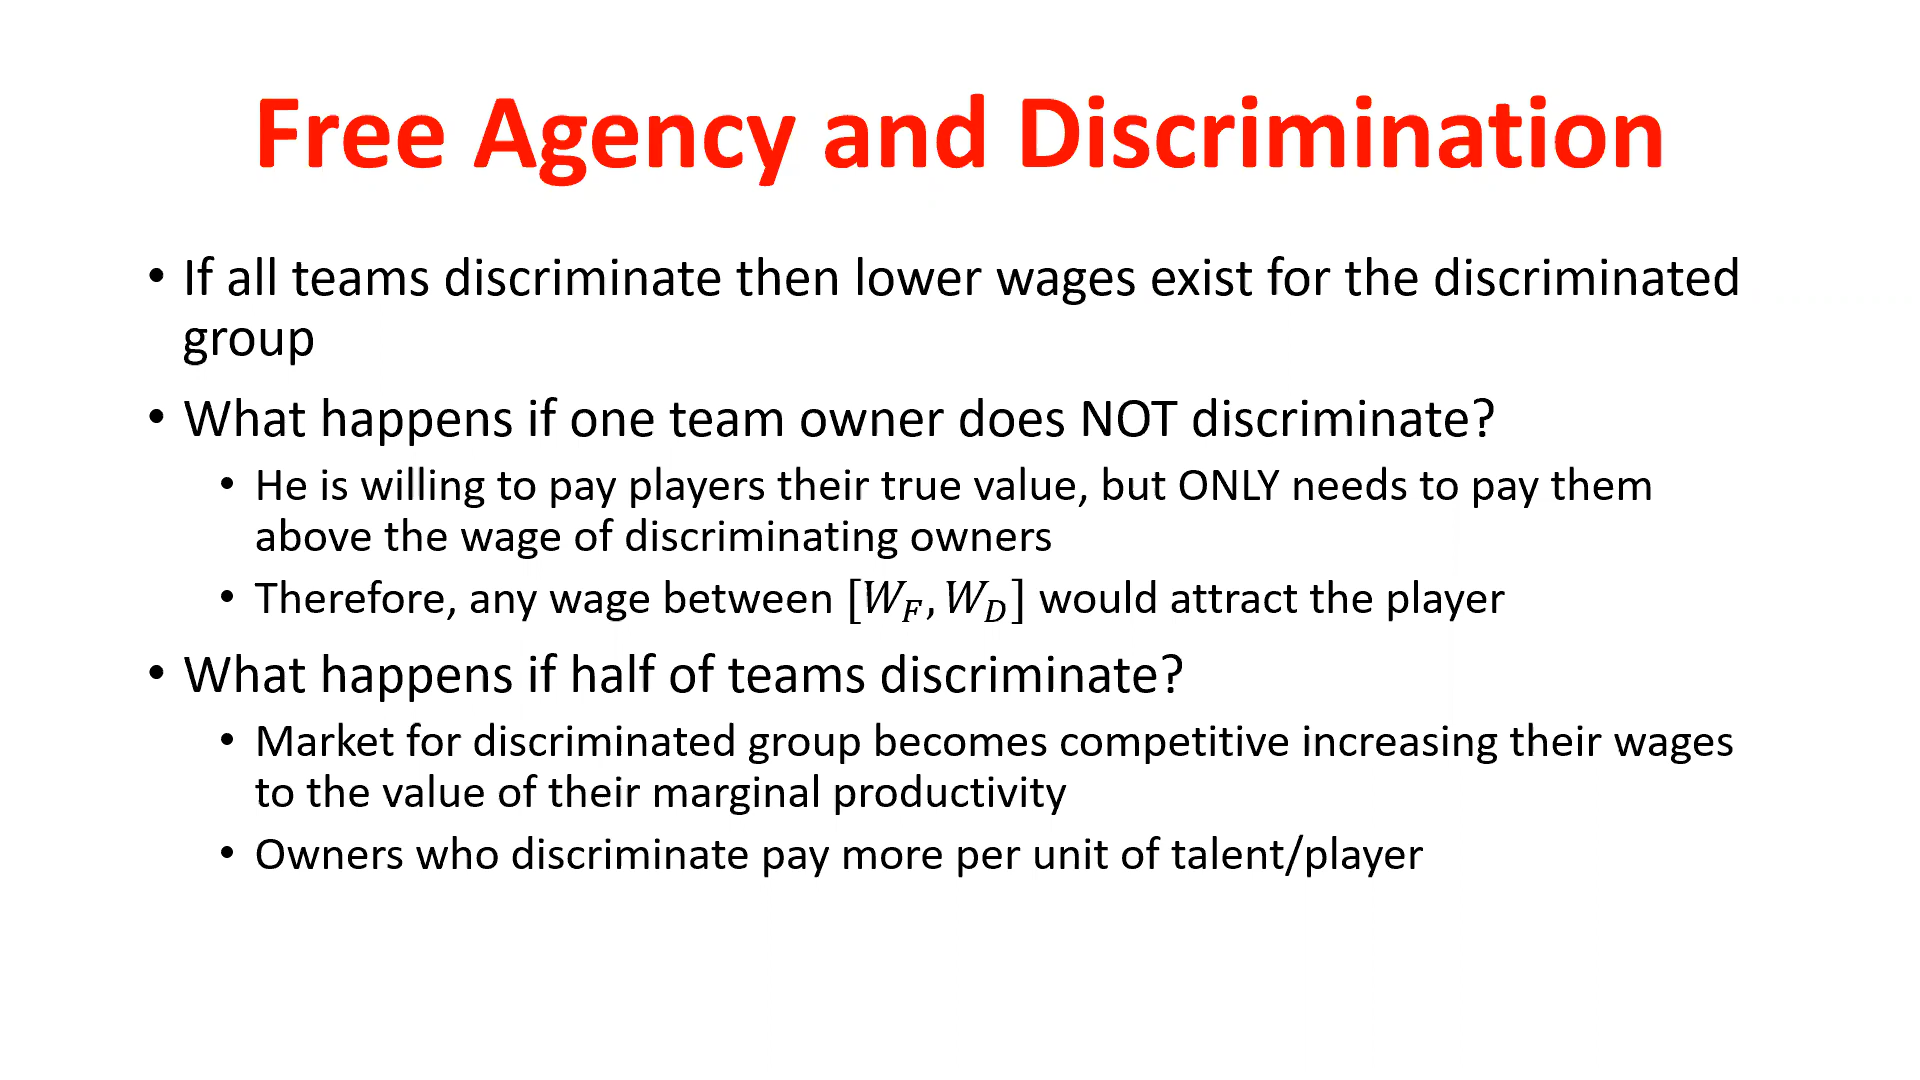 Free Agency and Discrimination
• If all teams discriminate then lower wages exist for the discriminated
group
• What happens if one team owner does NOT discriminate?
• He is willing to pay players their true value, but ONLY needs to pay them
above the wage of discriminating owners
• Therefore, any wage between [W_F, W_D] would attract the player
• What happens if half of teams discriminate?
• Market for discriminated group becomes competitive increasing their wages
to the value of their marginal productivity
• Owners who discriminate pay more per unit of talent/player